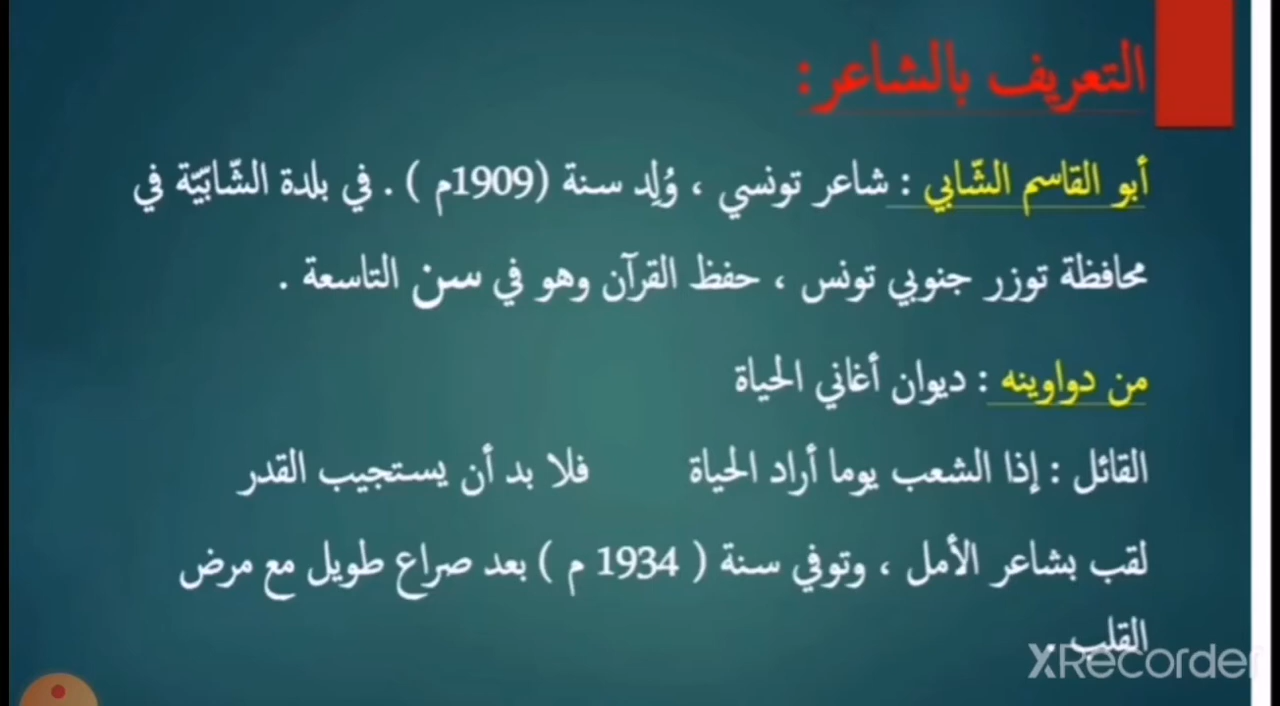 التعريف بالشاعر:
أبو القاسم الشّابي : شاعر تونسي ، وُلِد سنة (1909م ) . في بلدة الشّابّيّة في
محافظة توزر جنوبي تونس ، حفظ القرآن وهو في سن التاسعة .
من دواوينه : ديوان أغاني الحياة
القائل : إذا الشعب يوما أراد الحياة فلا بد أن يستجيب القدر
لقب بشاعر الأمل ، وتوفي سنة ( 1934 م ) بعد صراع طويل مع مرض
القلب .
XRecorder